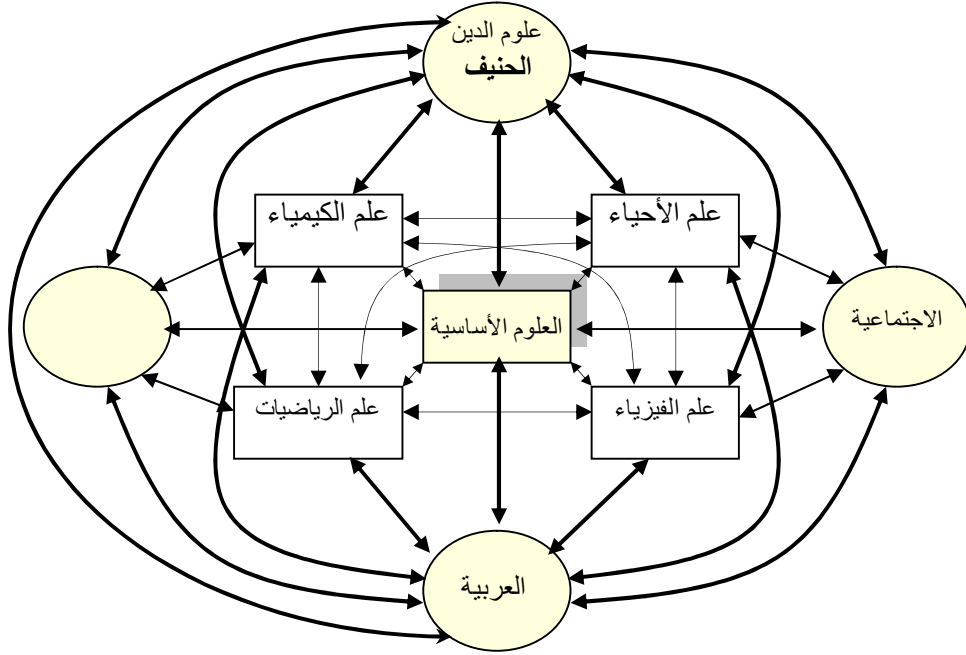 علوم الدين
الحنيف
علم الأحياء
علم الكيمياء
الاجتماعية
العلوم الأساسية
علم الفيزياء
علم الرياضيات
العربية